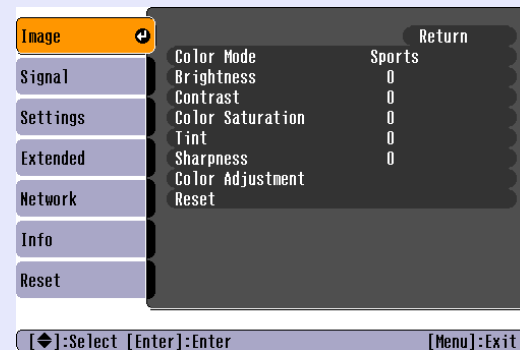 Image
Signal
Settings
Extended
Network
Info
Reset
Return
Color Mode Sports
Brightness 0
Contrast 0
Color Saturation 0
Tint 0
Sharpness 0
Color Adjustment
Reset
[◆]:Select [Enter]:Enter [Menu]:Exit